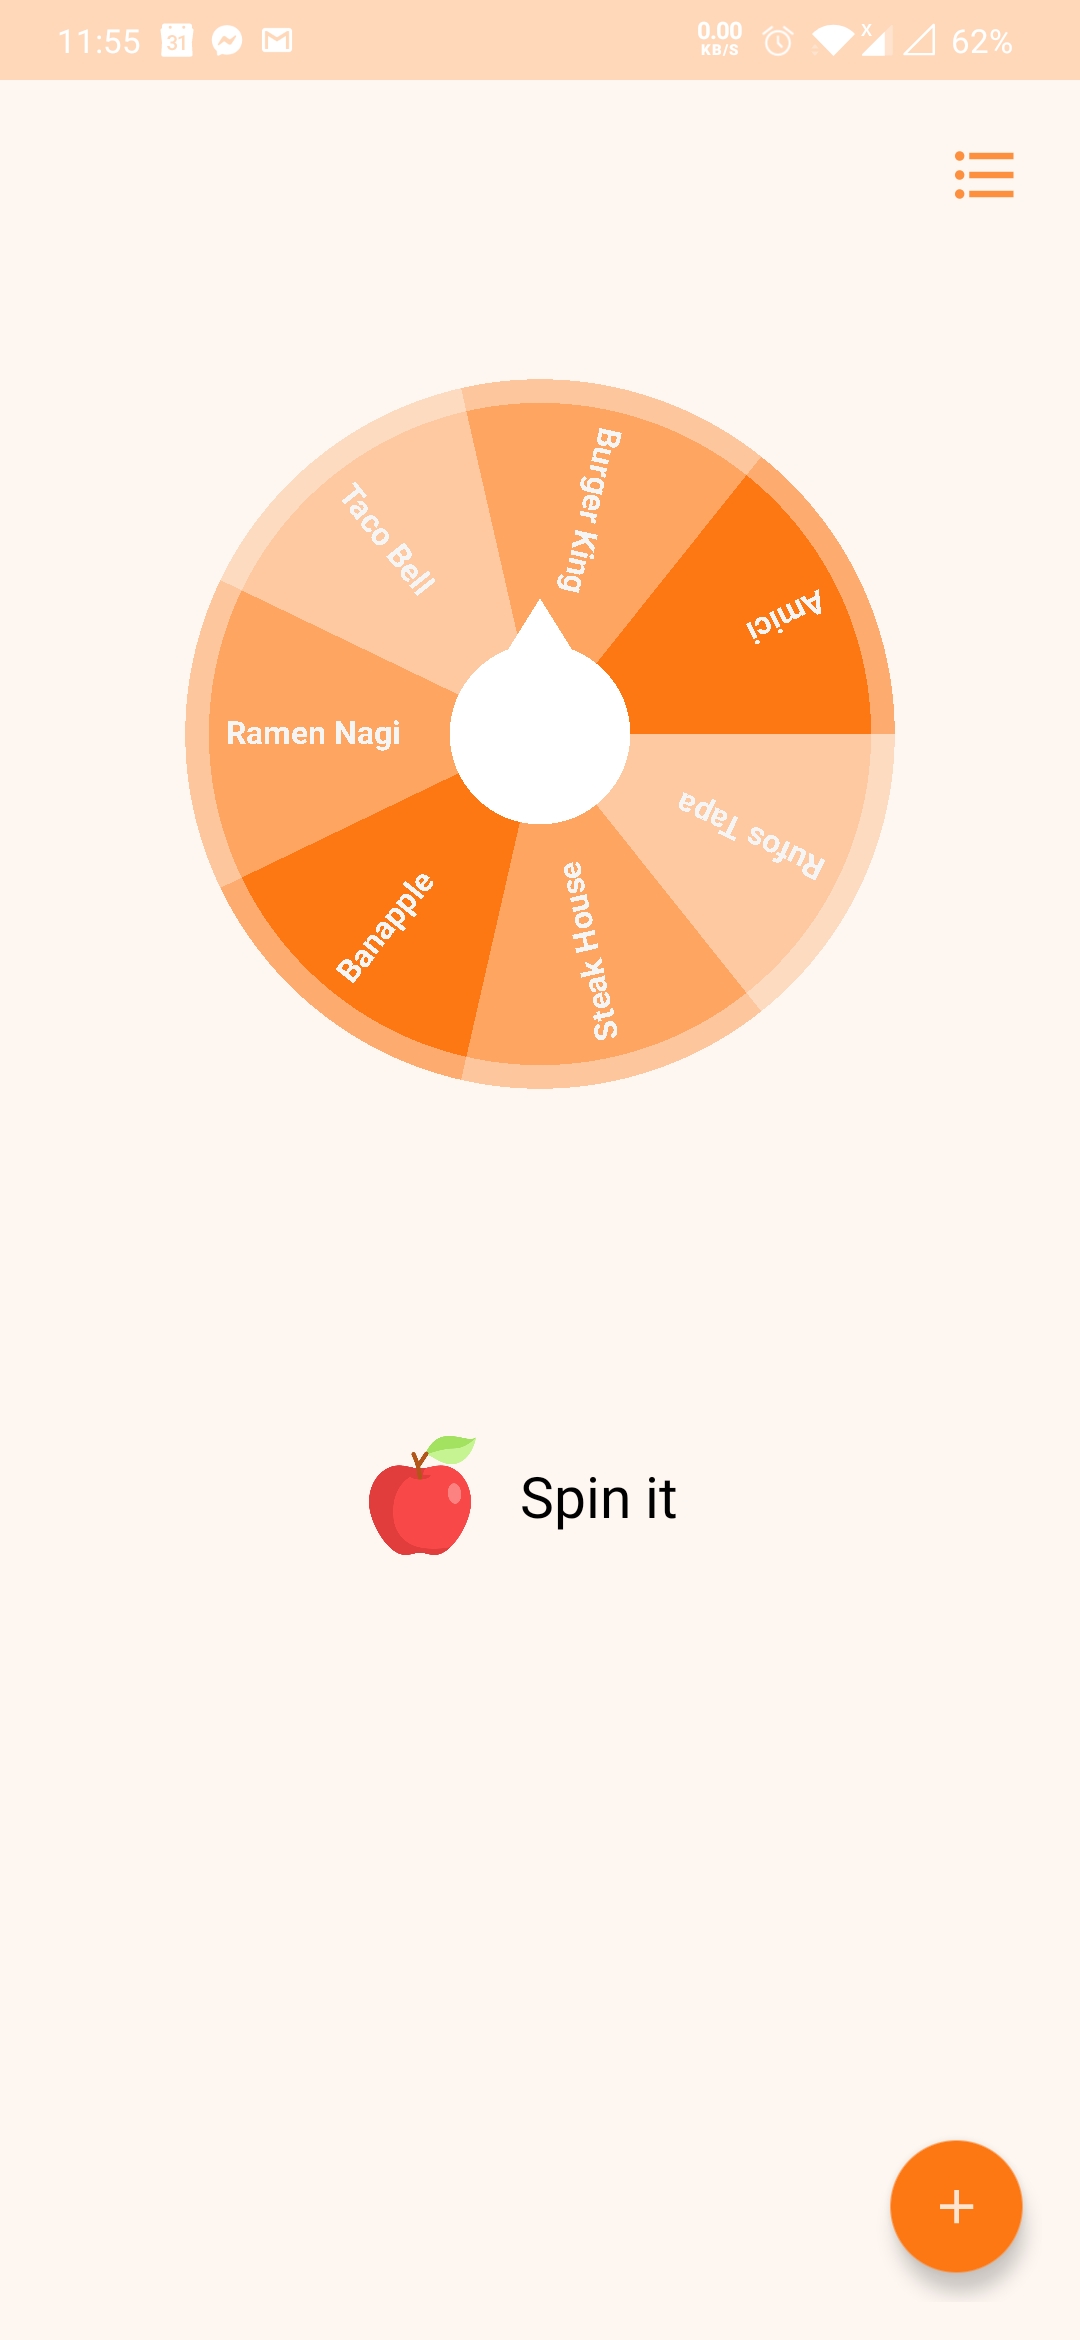 11:55
31
0.00
KB/S
X
62%
Burger King
Amici
Taco Bell
Ramen Nagi
Rufos Tapa
Banapple
Steak House
Spin it
+